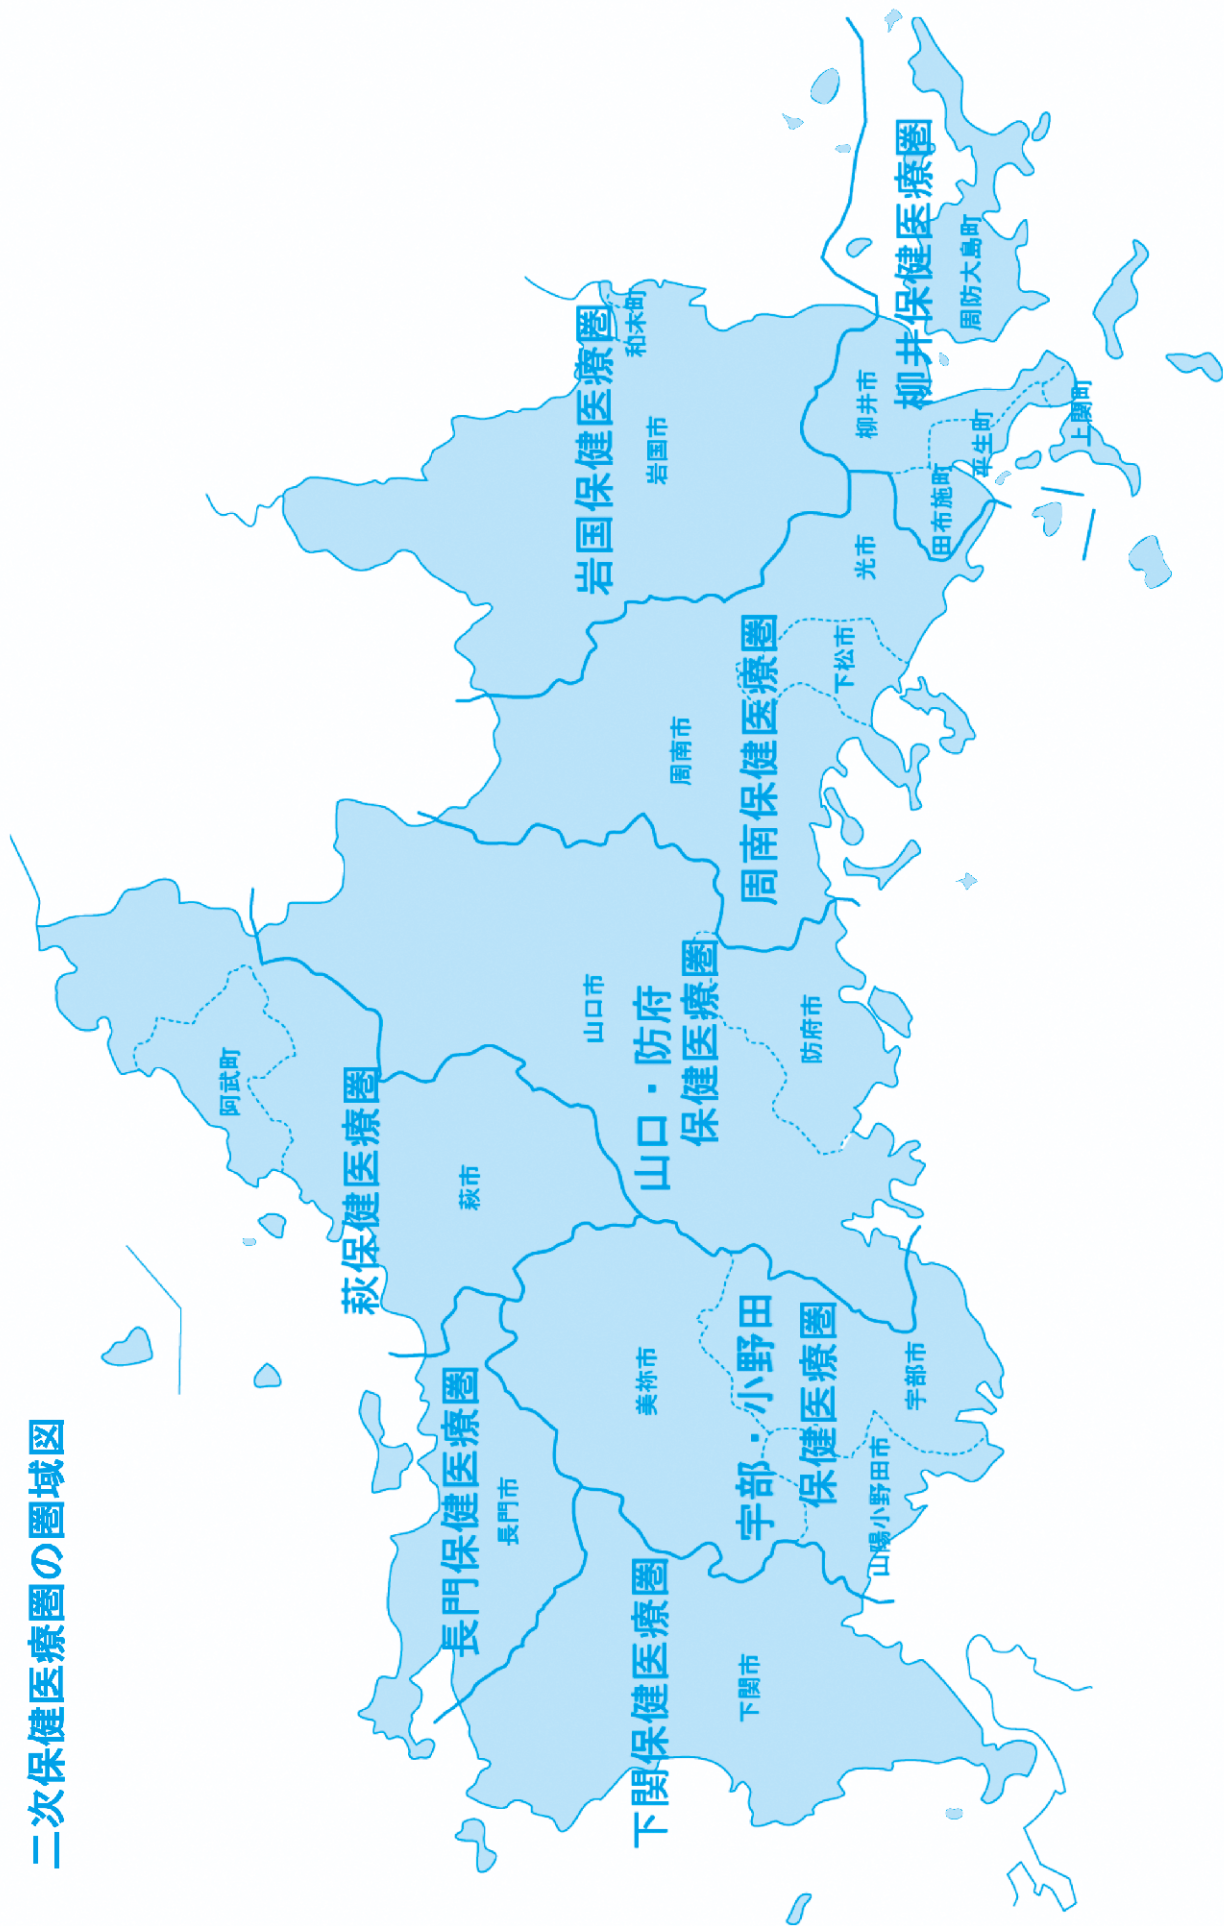 二次保健医療圏の圏域図
萩保健医療圏
阿武町
萩市
長門保健医療圏
長門市
下関保健医療圏
下関市
美祢市
宇部・小野田
保健医療圏
山陽小野田市
宇部市
山口市
山口・防府
保健医療圏
防府市
周南市
周南保健医療圏
下松市
光市
岩国保健医療圏
和木町
岩国市
柳井保健医療圏
柳井市
周防大島町
田布施町
平生町
上関町